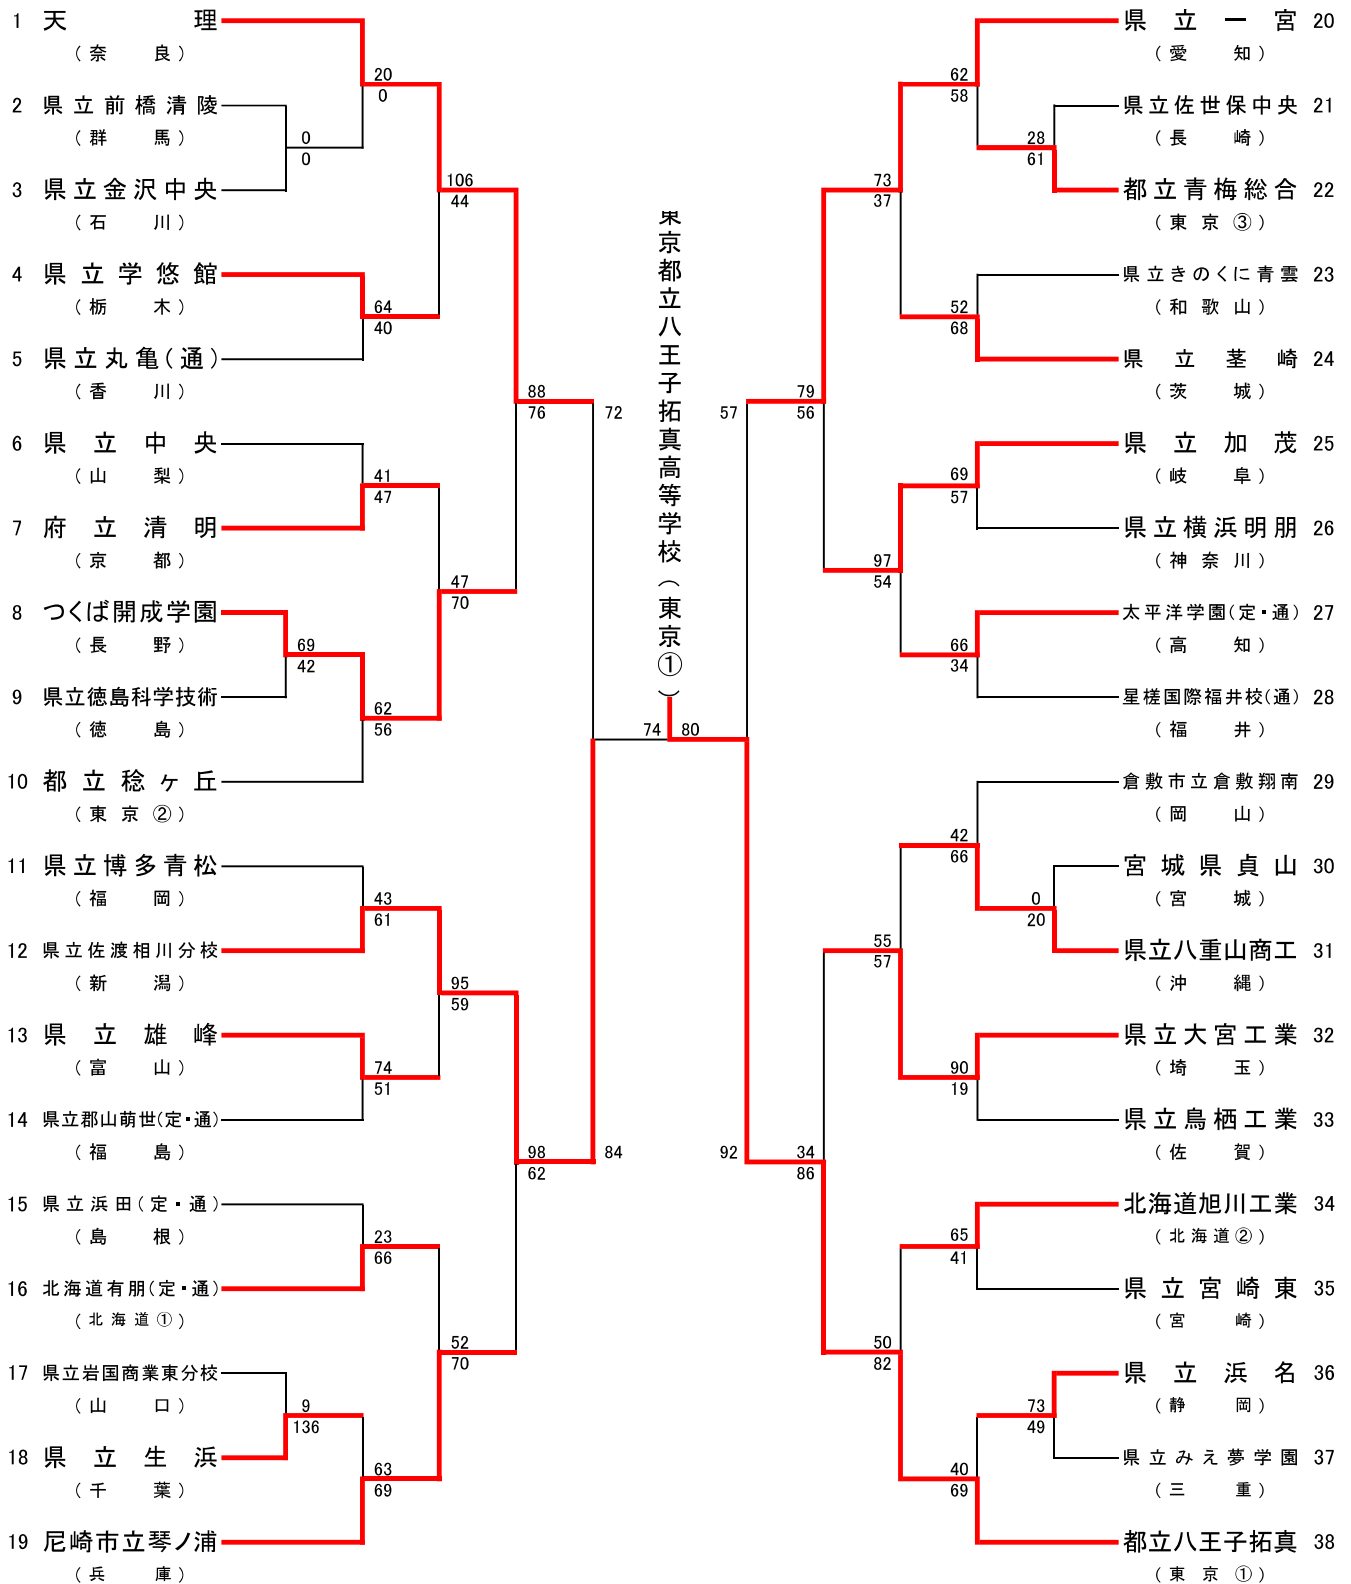 1 天理
（奈良）
20
0
2 県立前橋清陵
（群馬）
0
0
3 県立金沢中央
（石川）
106
44
4 県立学悠館
（栃木）
64
40
5 県立丸亀(通)
（香川）
88
76
72
6 県立中央
（山梨）
41
47
7 府立清明
（京都）
47
70
8 つくば開成学園
（長野）
69
42
9 県立徳島科学技術
（徳島）
62
56
10 都立稔ヶ丘
（東京②）
11 県立博多青松
（福岡）
43
61
12 県立佐渡相川分校
（新潟）
95
59
13 県立雄峰
（富山）
74
51
14 県立郡山萌世(定・通)
（福島）
98
62
84
15 県立浜田(定・通)
（島根）
23
66
16 北海道有朋(定・通)
（北海道①）
52
70
17 県立岩国商業東分校
（山口）
9
136
18 県立生浜
（千葉）
63
69
19 尼崎市立琴ノ浦
（兵庫）
東京都立八王子拓真高等学校（東京①）
74 80
県立一宮 20
（愛知）
62
58
県立佐世保中央 21
（長崎）
28
61
都立青梅総合 22
（東京③）
73
37
県立きのくに青雲 23
（和歌山）
52
68
県立茎崎 24
（茨城）
79
56
57
県立加茂 25
（岐阜）
69
57
県立横浜明朋 26
（神奈川）
97
54
太平洋学園(定・通) 27
（高知）
66
34
星槎国際福井校(通) 28
（福井）
倉敷市立倉敷翔南 29
（岡山）
42
66
宮城県貞山 30
（宮城）
0
20
県立八重山商工 31
（沖縄）
55
57
県立大宮工業 32
（埼玉）
90
19
県立鳥栖工業 33
（佐賀）
34
86
92
北海道旭川工業 34
（北海道②）
65
41
県立宮崎東 35
（宮崎）
50
82
県立浜名 36
（静岡）
73
49
県立みえ夢学園 37
（三重）
40
69
都立八王子拓真 38
（東京①）